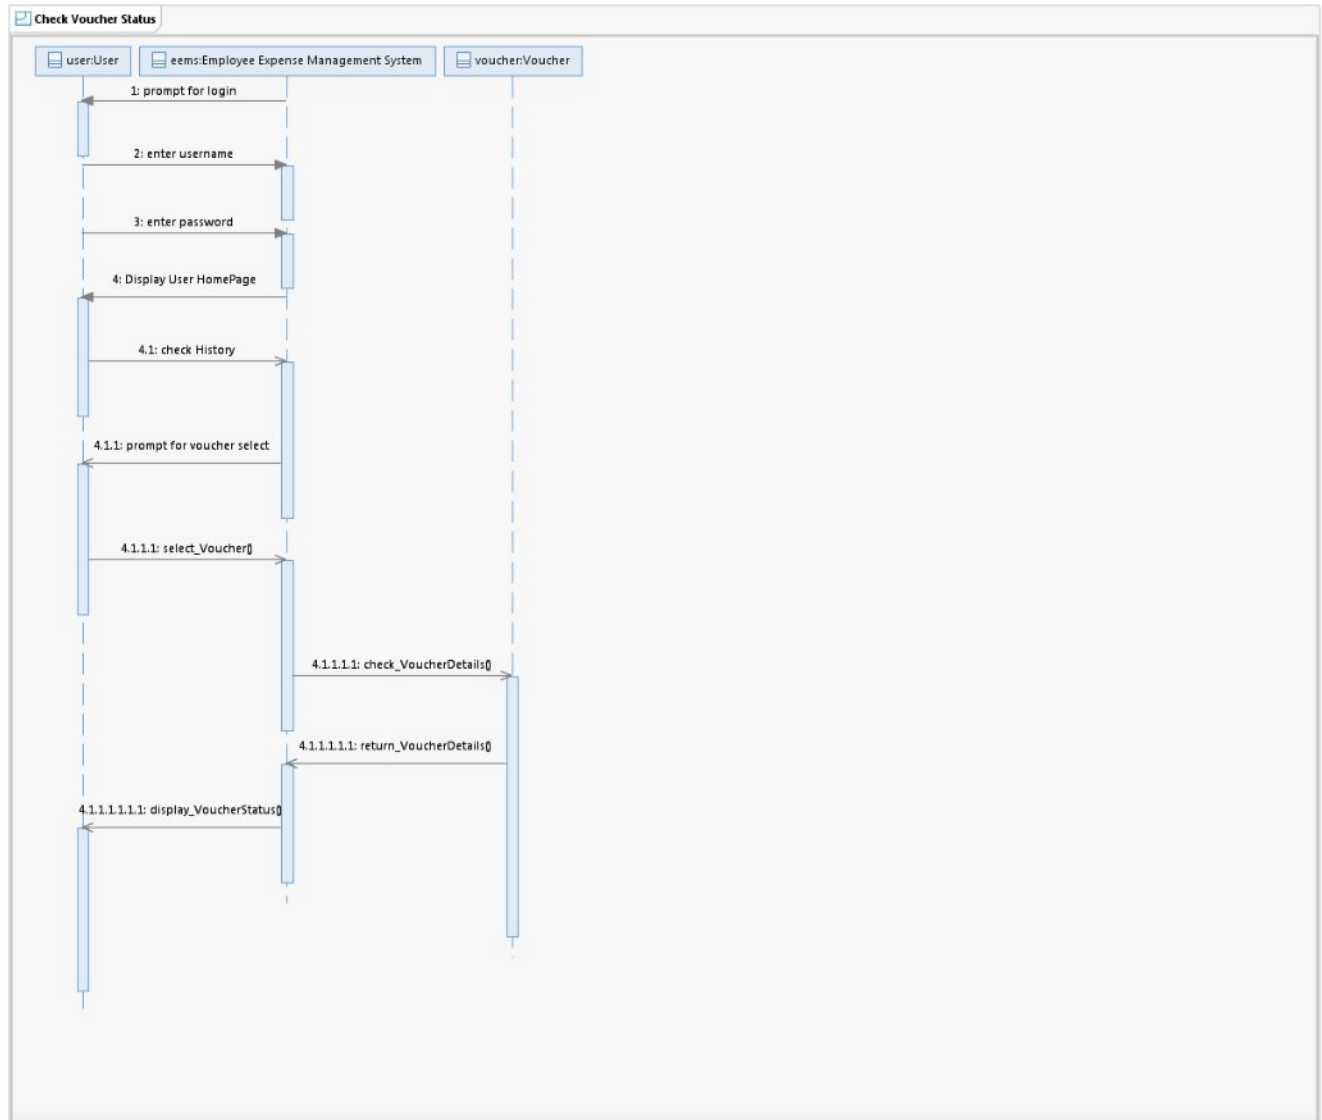 Check Voucher Status
user:User
eems:Employee Expense Management System
voucher:Voucher
1: prompt for login
2: enter username
3: enter password
4: Display User HomePage
4.1: check History
4.1.1: prompt for voucher select
4.1.1.1: select_Voucher()
4.1.1.1.1: check_VoucherDetails()
4.1.1.1.1.1: return_VoucherDetails()
4.1.1.1.1.1.1: display_VoucherStatus()